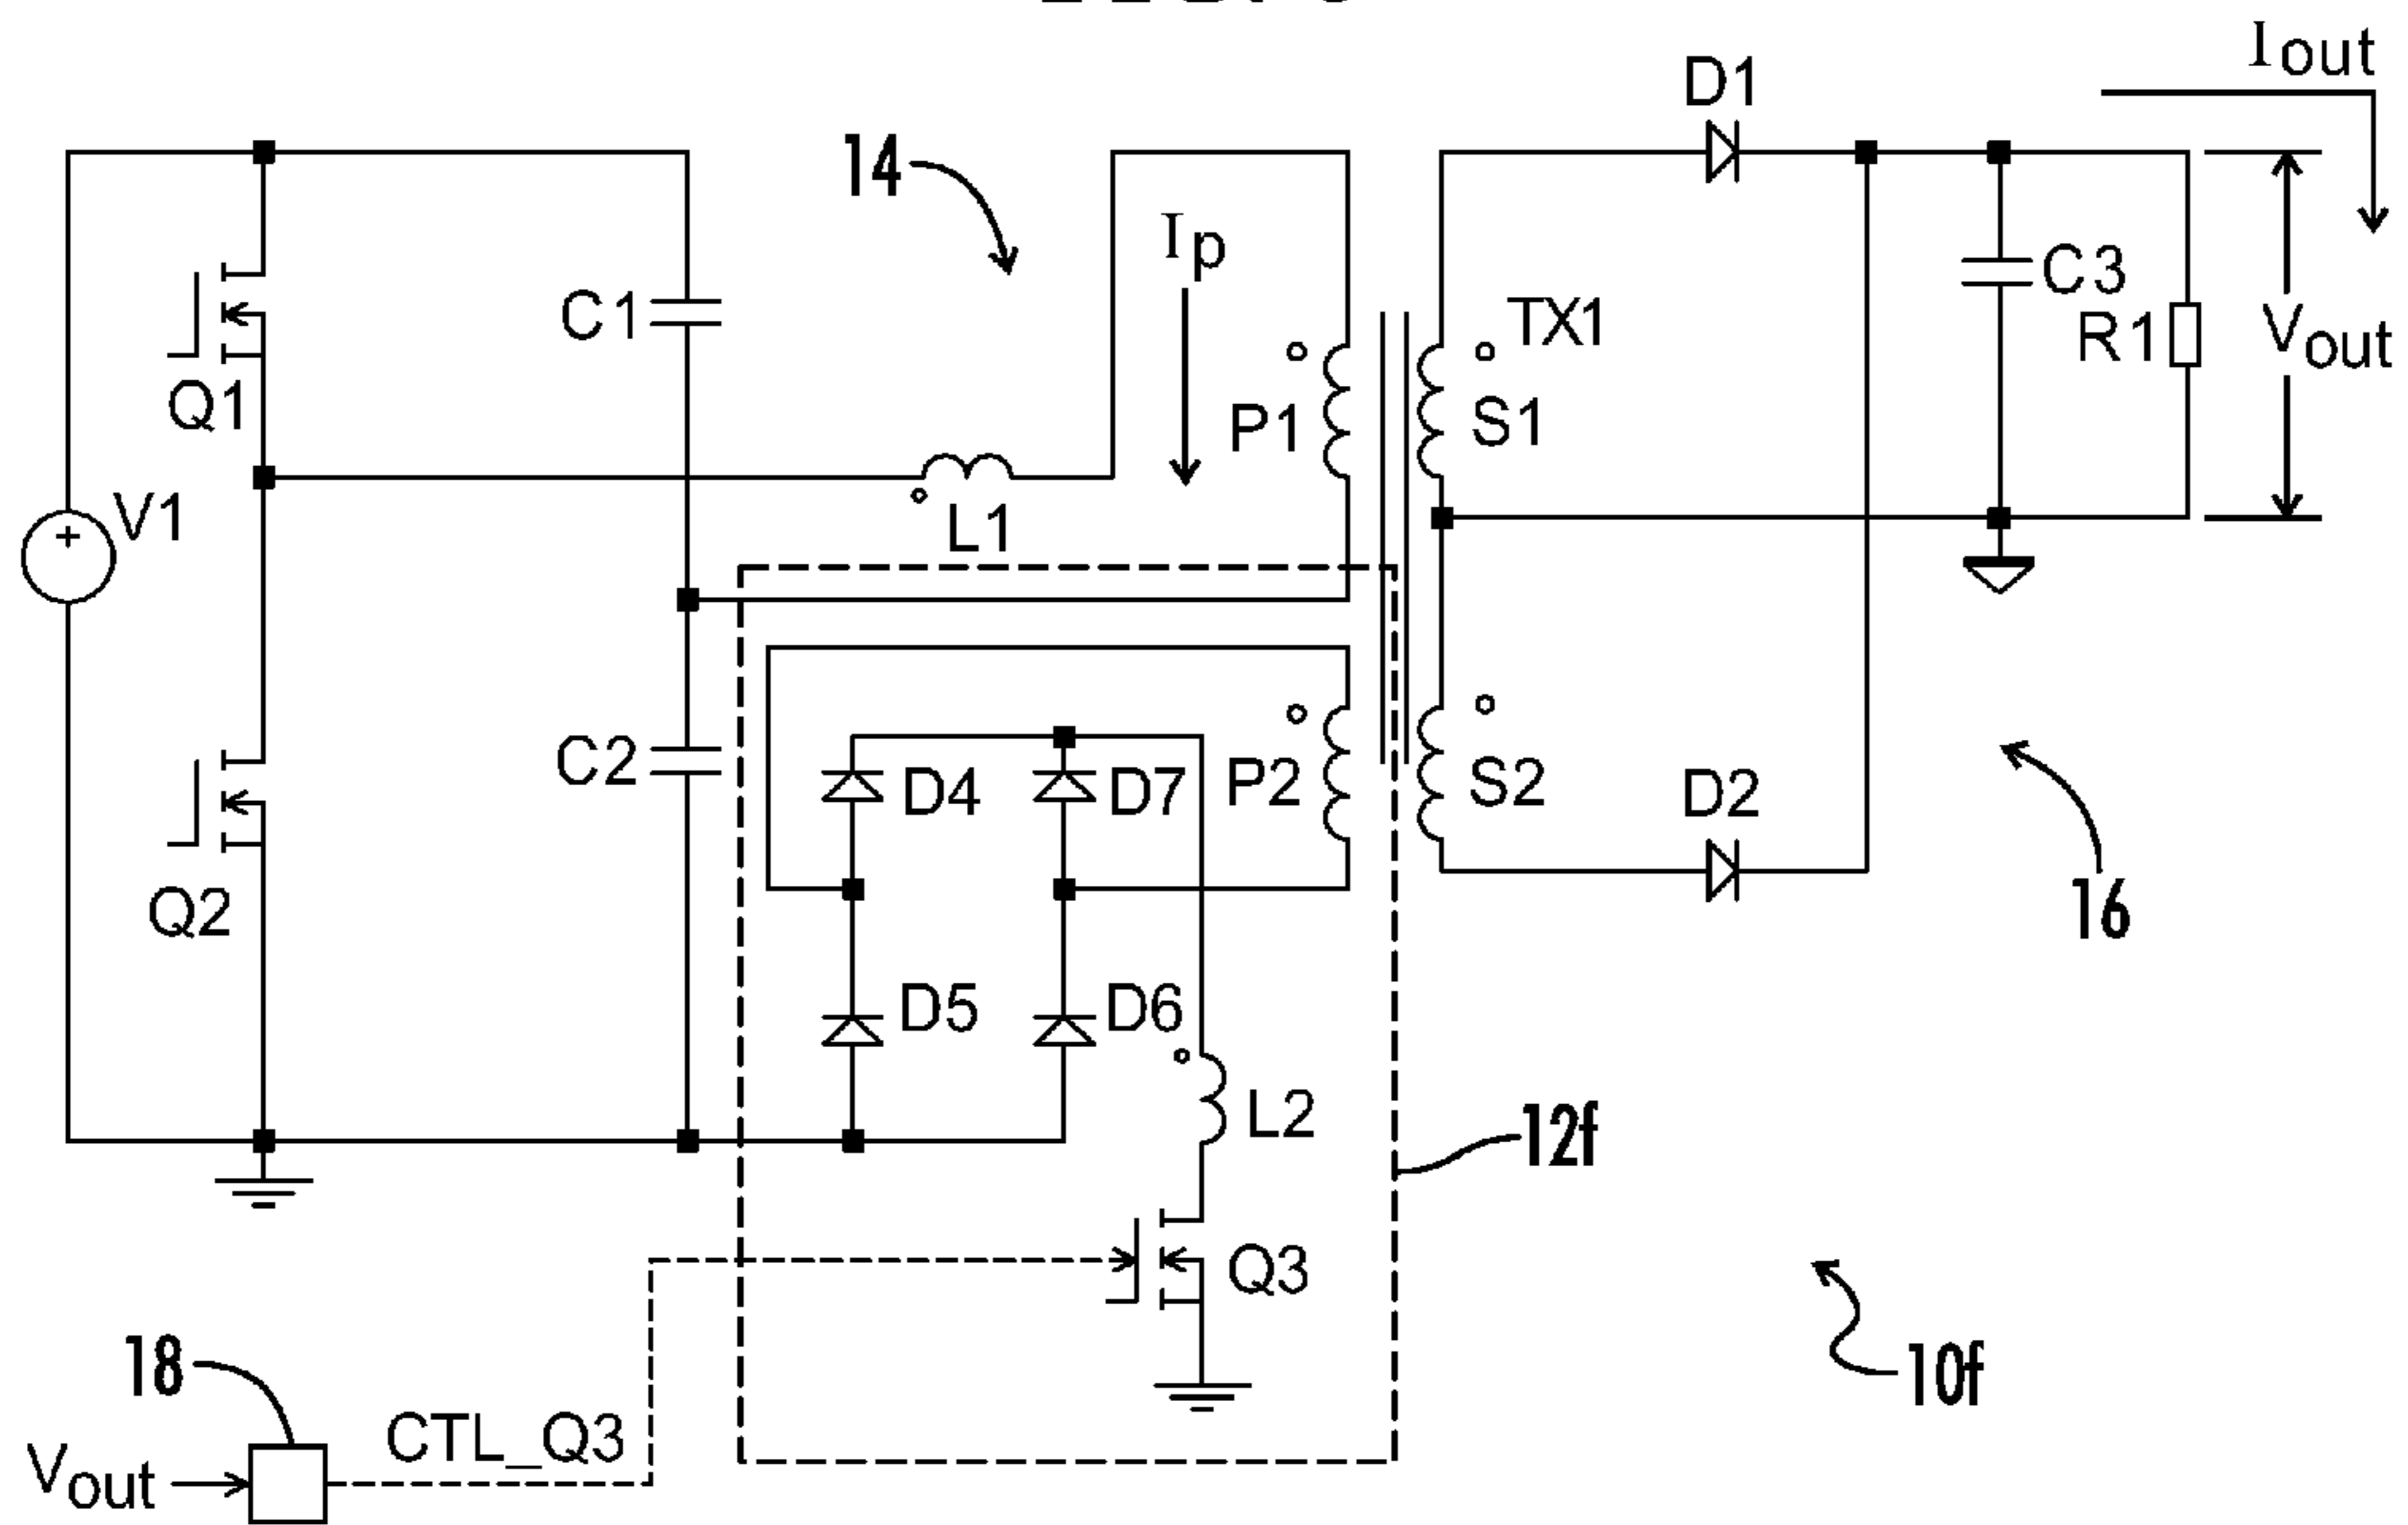 Iout
D1
14
Ip
C1
TX1
C3
R1
Vout
Q1
P1
S1
V1
L1
C2
D4
D7
P2
S2
D2
Q2
16
D5
D6
L2
12f
Q3
18
CTL_Q3
10f
Vout